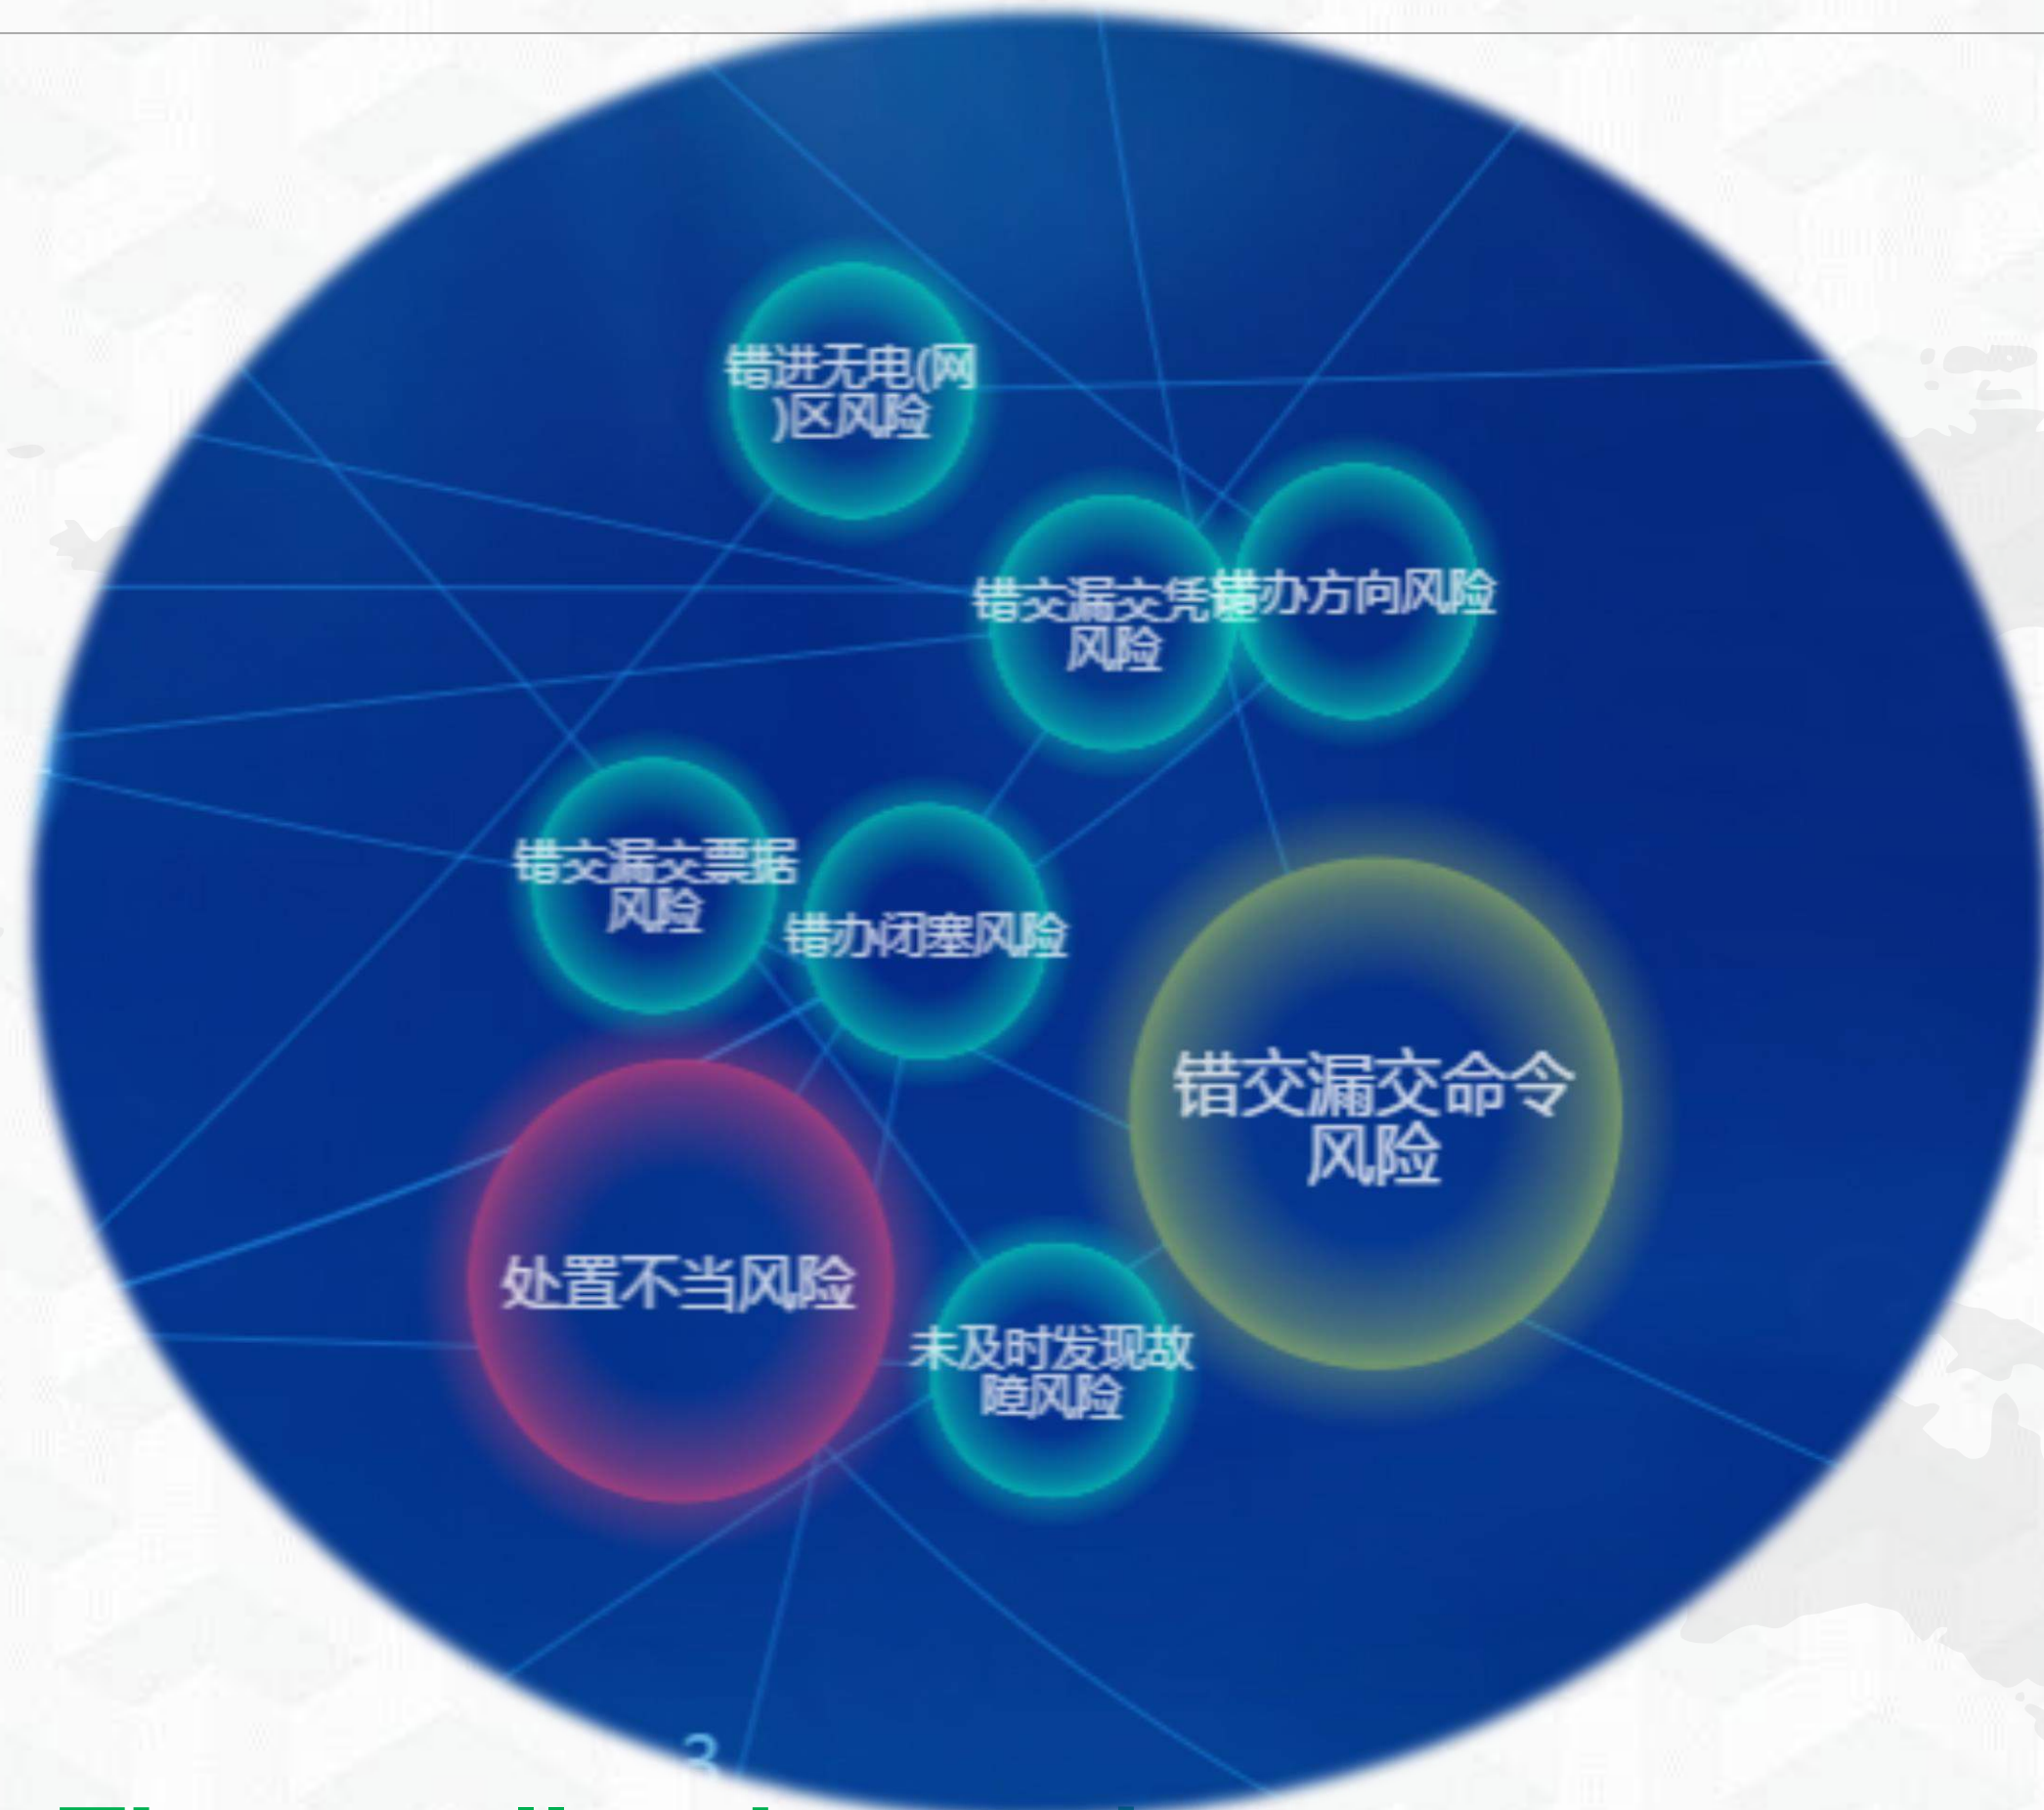 错进无电(网
)区风险
错交漏交凭
风险
错办方向风险
错交漏交票据
风险
错办闭塞风险
错交漏交命令
风险
处置不当风险
未及时发现故
障风险
3